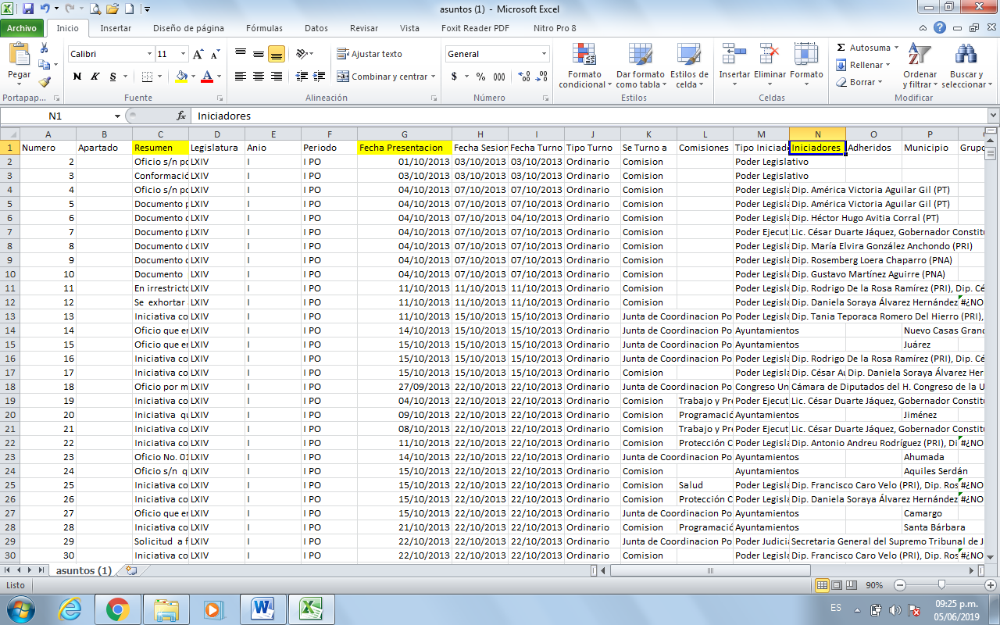 asuntos (1) - Microsoft Excel
Archivo Inicio Insertar Diseño de página Fórmulas Datos Revisar Vista Foxit Reader PDF Nitro Pro 8
Pegar Calibri 11 Ajustar texto General Formato condicional Dar formato como tabla Estilos de celda Insertar Eliminar Formato Autosuma Rellenar Borrar Ordenar y filtrar Buscar y seleccionar
N K S Combinar y centrar $ % 000
Portapap... Fuente Alineación Número Estilos Celdas Modificar
N1 fx Iniciadores
A B C D E F G H I J K L M N O P
1 Numero Apartado Resumen Legislatura Anio Periodo Fecha Presentacion Fecha Sesion Fecha Turno Tipo Turno Se Turno a Comisiones Tipo Iniciado Iniciadores Adheridos Municipio Grupo
2 2 Oficio s/n po LXIV I I PO 01/10/2013 03/10/2013 03/10/2013 Ordinario Comision Poder Legislativo
3 3 Conformació LXIV I I PO 03/10/2013 03/10/2013 03/10/2013 Ordinario Comision Poder Legislativo
4 4 Oficio s/n po LXIV I I PO 04/10/2013 07/10/2013 07/10/2013 Ordinario Comision Poder Legisla Dip. América Victoria Aguilar Gil (PT)
5 5 Documento p LXIV I I PO 04/10/2013 07/10/2013 07/10/2013 Ordinario Comision Poder Legisla Dip. América Victoria Aguilar Gil (PT)
6 6 Documento d LXIV I I PO 04/10/2013 07/10/2013 04/10/2013 Ordinario Comision Poder Legisla Dip. Héctor Hugo Avitia Corral (PT)
7 7 Documento p LXIV I I PO 04/10/2013 07/10/2013 07/10/2013 Ordinario Comision Poder Ejecut Lic. César Duarte Jáquez, Gobernador Constitu
8 8 Documento d LXIV I I PO 04/10/2013 07/10/2013 07/10/2013 Ordinario Comision Poder Legisla Dip. María Elvira González Anchondo (PRI)
9 9 Documento d LXIV I I PO 04/10/2013 07/10/2013 07/10/2013 Ordinario Comision Poder Legisla Dip. Rosemberg Loera Chaparro (PNA)
10 10 Documento LXIV I I PO 04/10/2013 07/10/2013 07/10/2013 Ordinario Comision Poder Legisla Dip. Gustavo Martínez Aguirre (PNA)
11 11 En irrestricto LXIV I I PO 11/10/2013 11/10/2013 11/10/2013 Ordinario Comision Poder Legisla Dip. Rodrigo De la Rosa Ramírez (PRI), Dip. Cé
12 12 Se exhortar LXIV I I PO 11/10/2013 11/10/2013 11/10/2013 Ordinario Comision Poder Legisla Dip. Daniela Soraya Álvarez Hernández #¿NO
13 13 Iniciativa co LXIV I I PO 11/10/2013 15/10/2013 15/10/2013 Ordinario Junta de Coordinacion Po Poder Legisla Dip. Tania Teporaca Romero Del Hierro (PRI),
14 14 Oficio que en LXIV I I PO 14/10/2013 15/10/2013 15/10/2013 Ordinario Junta de Coordinacion Po Ayuntamientos Nuevo Casas Grand
15 15 Oficio que en LXIV I I PO 15/10/2013 15/10/2013 15/10/2013 Ordinario Junta de Coordinacion Po Ayuntamientos Juárez
16 16 Iniciativa co LXIV I I PO 15/10/2013 15/10/2013 15/10/2013 Ordinario Junta de Coordinacion Po Poder Legisla Dip. Rodrigo De la Rosa Ramírez (PRI), Dip. Cé
17 17 Iniciativa co LXIV I I PO 15/10/2013 15/10/2013 15/10/2013 Ordinario Comision Poder Legisla Dip. César Au Dip. Daniela Soraya Álvarez Her
18 18 Oficio por m LXIV I I PO 27/09/2013 22/10/2013 22/10/2013 Ordinario Junta de Coordinacion Po Congreso Un Cámara de Diputados del H. Congreso de la U
19 19 Iniciativa co LXIV I I PO 04/10/2013 22/10/2013 22/10/2013 Ordinario Comision Trabajo y Pre Poder Ejecut Lic. César Duarte Jáquez, Gobernador Constitu
20 20 Iniciativa qu LXIV I I PO 09/10/2013 22/10/2013 22/10/2013 Ordinario Comision Programació Ayuntamientos Jiménez
21 21 Iniciativa co LXIV I I PO 08/10/2013 22/10/2013 22/10/2013 Ordinario Comision Trabajo y Pre Poder Ejecut Lic. César Duarte Jáquez, Gobernador Constitu
22 22 Iniciativa co LXIV I I PO 11/10/2013 22/10/2013 22/10/2013 Ordinario Comision Protección C Poder Legisla Dip. Antonio Andreu Rodríguez (PRI), Di #¿NO
23 23 Oficio No. 01 LXIV I I PO 14/10/2013 22/10/2013 22/10/2013 Ordinario Junta de Coordinacion Po Ayuntamientos Ahumada
24 24 Oficio s/n q LXIV I I PO 15/10/2013 22/10/2013 22/10/2013 Ordinario Comision Ayuntamientos Aquiles Serdán
25 25 Iniciativa co LXIV I I PO 15/10/2013 22/10/2013 22/10/2013 Ordinario Comision Salud Poder Legisla Dip. Francisco Caro Velo (PRI), Dip. Ros #¿NO
26 26 Iniciativa co LXIV I I PO 15/10/2013 22/10/2013 22/10/2013 Ordinario Comision Protección C Poder Legisla Dip. Daniela Soraya Álvarez Hernández #¿NO
27 27 Oficio que en LXIV I I PO 15/10/2013 22/10/2013 22/10/2013 Ordinario Junta de Coordinacion Po Ayuntamientos Camargo
28 28 Iniciativa co LXIV I I PO 21/10/2013 22/10/2013 22/10/2013 Ordinario Comision Programació Ayuntamientos Santa Bárbara
29 29 Solicitud a f LXIV I I PO 22/10/2013 22/10/2013 22/10/2013 Ordinario Junta de Coordinacion Po Poder Judicia Secretaria General del Supremo Tribunal de J
30 30 Iniciativa co LXIV I I PO 22/10/2013 22/10/2013 22/10/2013 Ordinario Comision Poder Legisla Dip. Francisco Caro Velo (PRI), Dip. Ros #¿NO
asuntos (1)
Listo 90%
ES 09:25 p.m.
05/06/2019